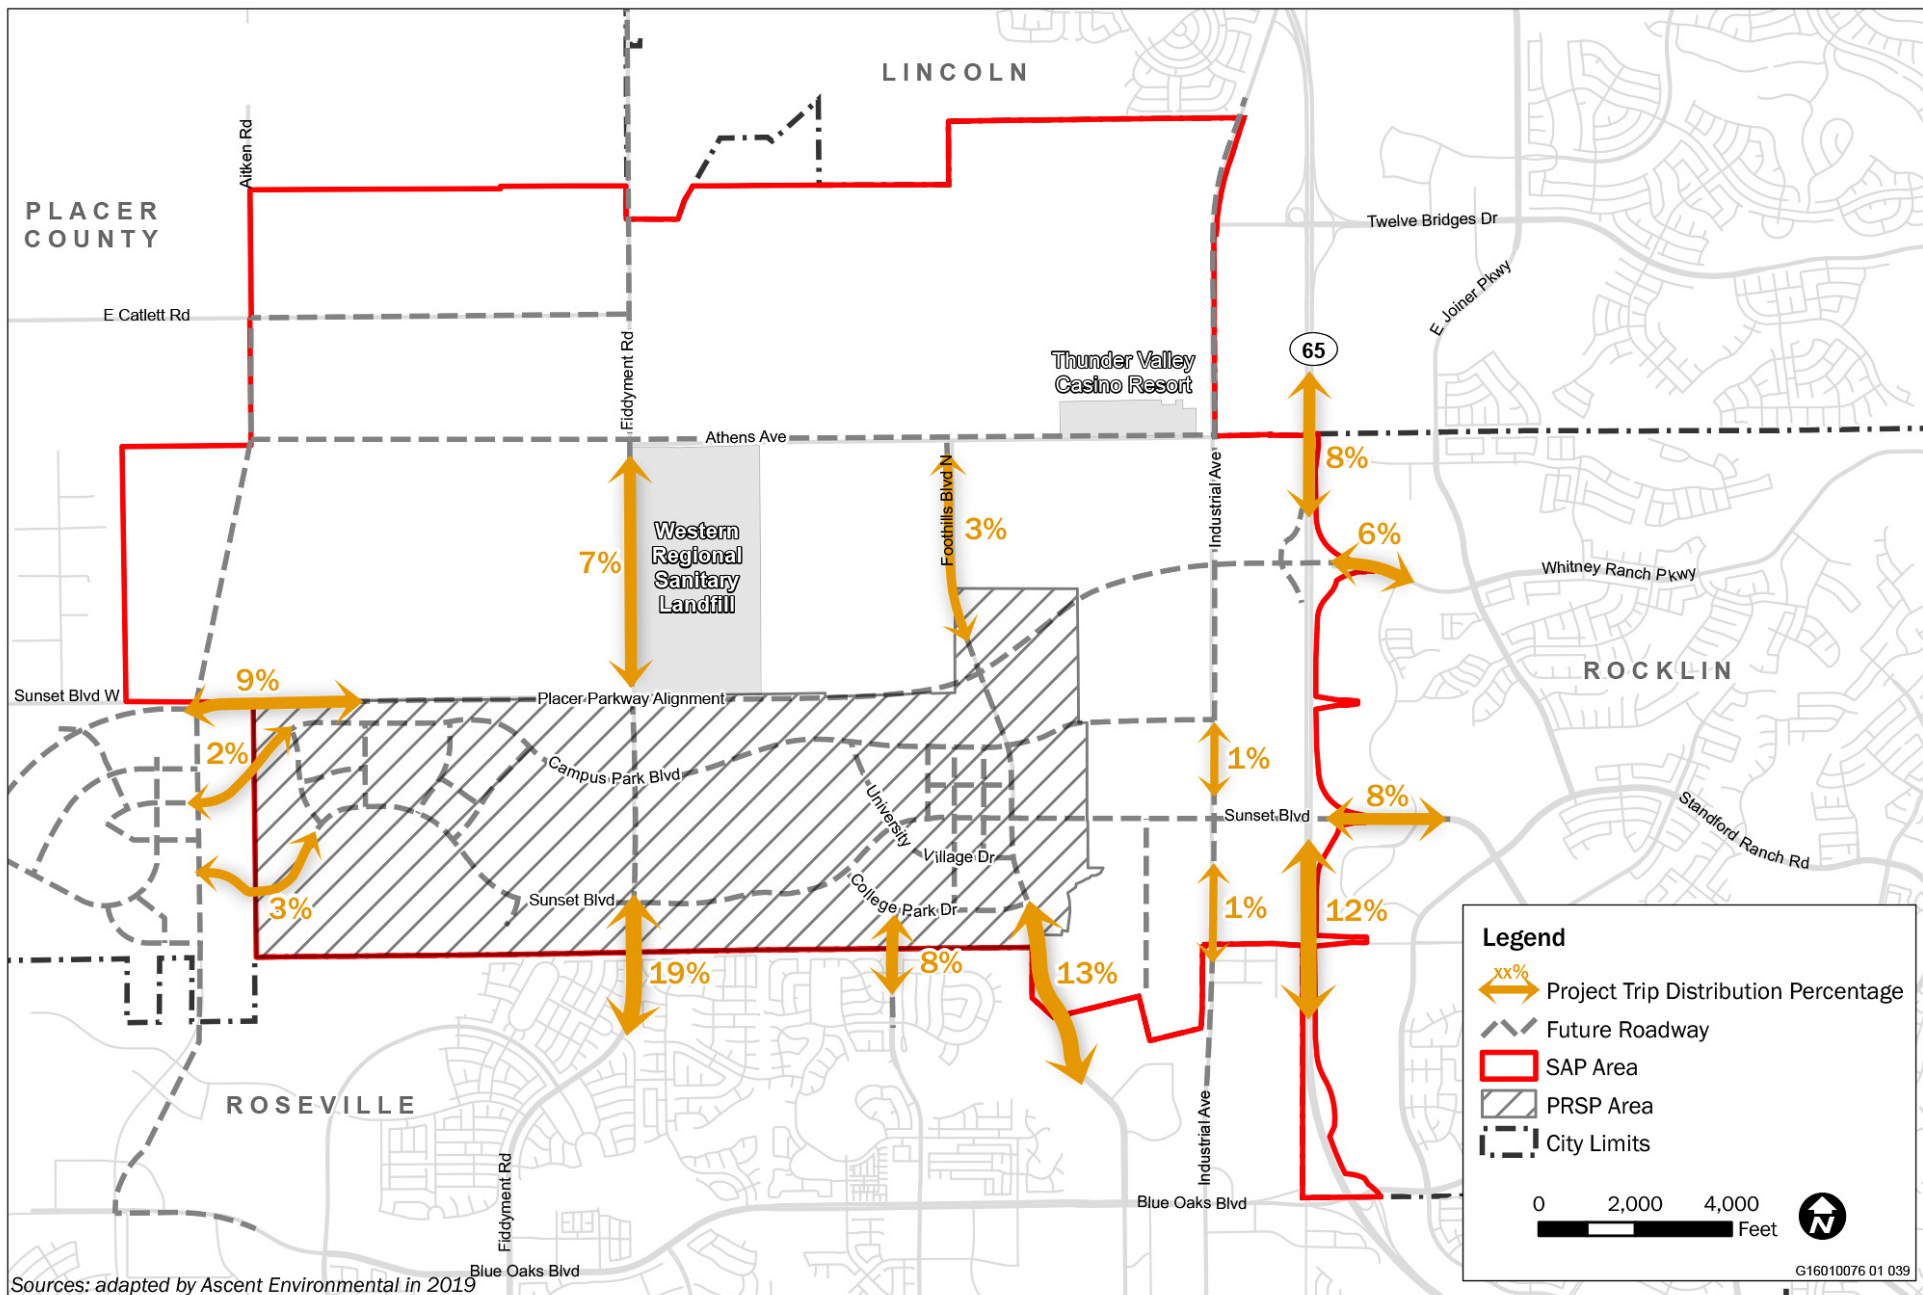 LINCOLN
Aitken Rd
PLACER
COUNTY
Twelve Bridges Dr
E Joiner Pkwy
E Catlett Rd
Fiddyment Rd
65
Thunder Valley
Casino Resort
Athens Ave
8%
Foothills Blvd N
Industrial Ave
Western
Regional
Sanitary
Landfill
7%
3%
6%
Whitney Ranch Pkwy
ROCKLIN
9%
Sunset Blvd W
Placer Parkway Alignment
2%
Campus Park Blvd
1%
University
Village Dr
Sunset Blvd
8%
Standford Ranch Rd
3%
Sunset Blvd
College Park Dr
1%
12%
19%
8%
13%
ROSEVILLE
Fiddyment Rd
Industrial Ave
Blue Oaks Blvd
Blue Oaks Blvd
Legend
xx%
Project Trip Distribution Percentage
Future Roadway
SAP Area
PRSP Area
City Limits
0 2,000 4,000
Feet
N
G16010076 01 039
Sources: adapted by Ascent Environmental in 2019